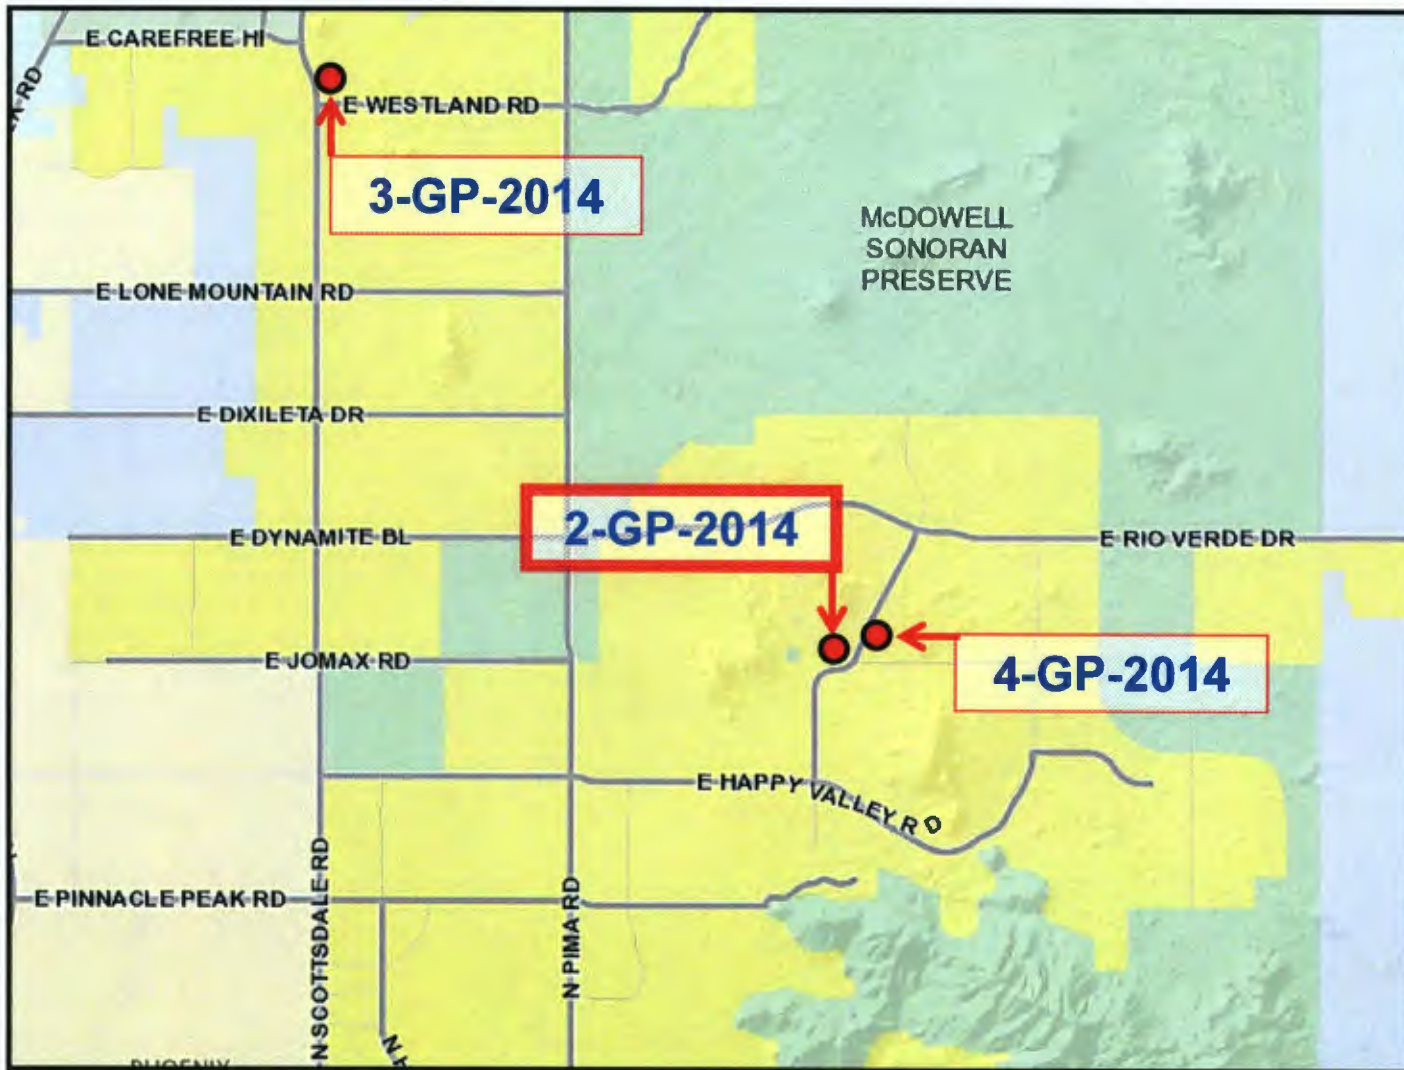 E CAREFREE HI
E WESTLAND RD
3-GP-2014
McDOWELL
SONORAN
PRESERVE
E LONE MOUNTAIN RD
E DIXILETA DR
2-GP-2014
E DYNAMITE BL
E RIO VERDE DR
E JOMAX RD
4-GP-2014
E HAPPY VALLEY RD
E PINNACLE PEAK RD
N SCOTTSDALE RD
N PIMA RD